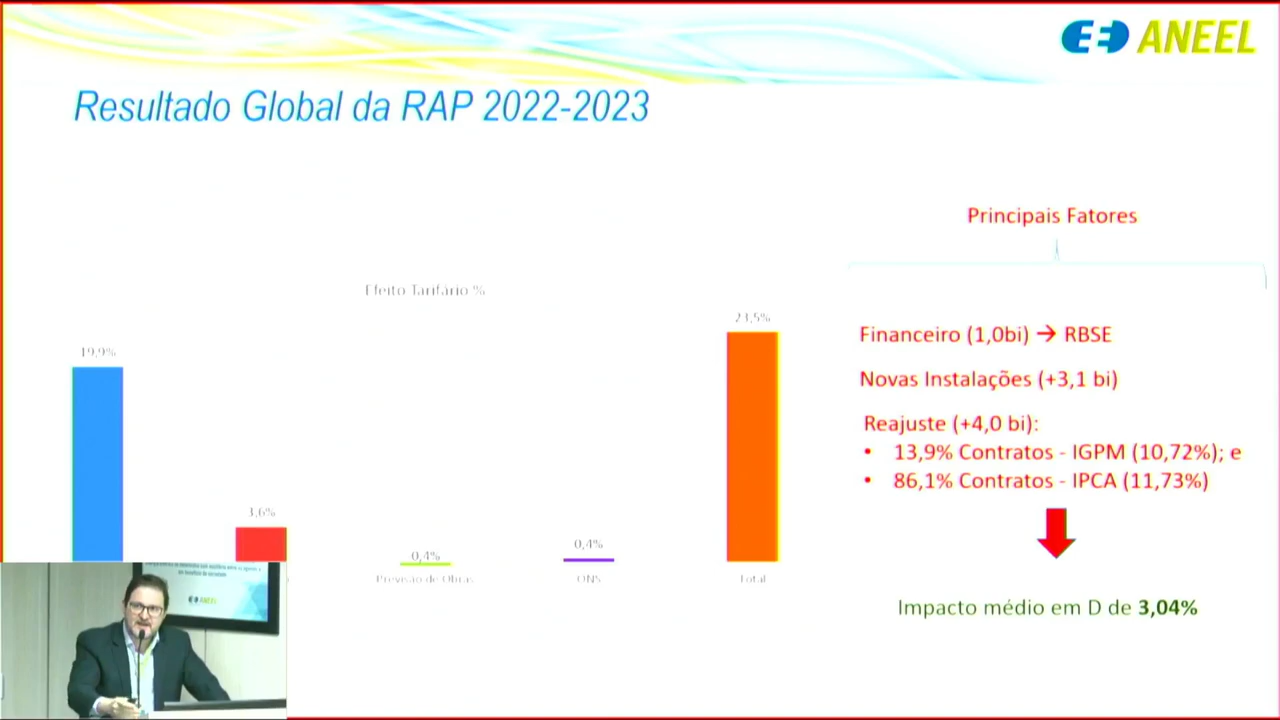 ANEEL
Resultado Global da RAP 2022-2023
Principais Fatores
Efeito Tarifário %
23,5%
19,9%
3,6%
0,4%
0,4%
Previsão de Obras
ONS
Total
Financeiro (1,0bi) → RBSE
Novas Instalações (+3,1 bi)
Reajuste (+4,0 bi):
• 13,9% Contratos - IGPM (10,72%); e
• 86,1% Contratos - IPCA (11,73%)
Impacto médio em D de 3,04%
ANEEL